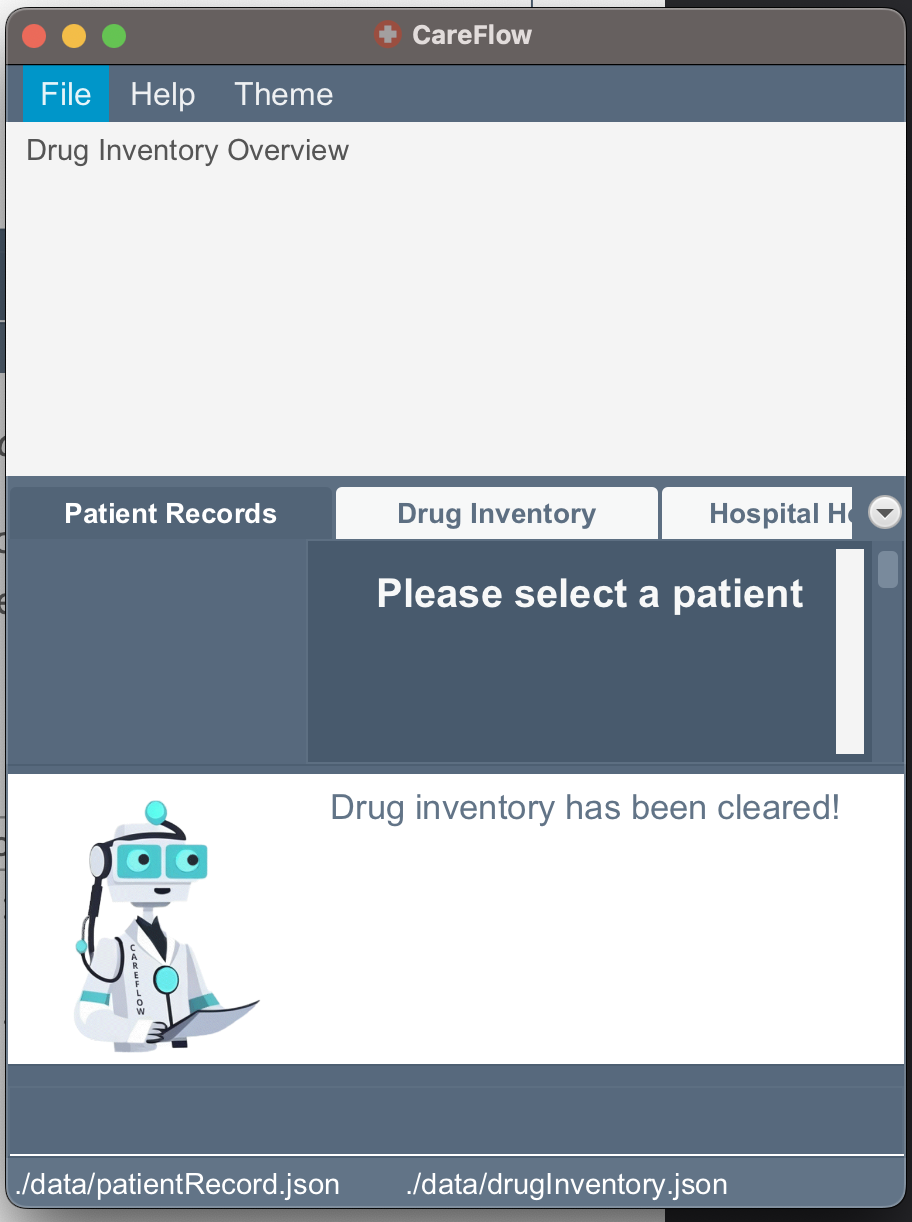 CareFlow
File Help Theme
Drug Inventory Overview
Patient Records Drug Inventory Hospital
Please select a patient
Drug inventory has been cleared!
CAREFLOW
./data/patientRecord.json ./data/drugInventory.json